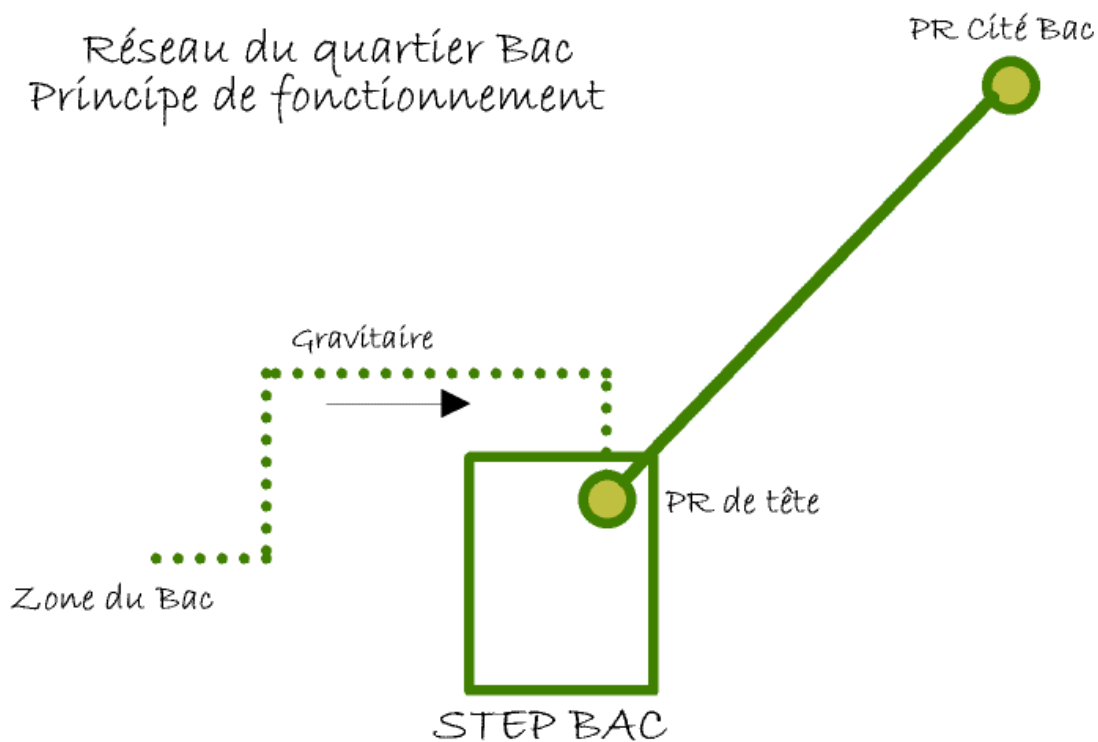 Réseau du quartier Bac
Principe de fonctionnement
PR Cité Bac
Gravitaire
PR de tête
Zone du Bac
STEP BAC